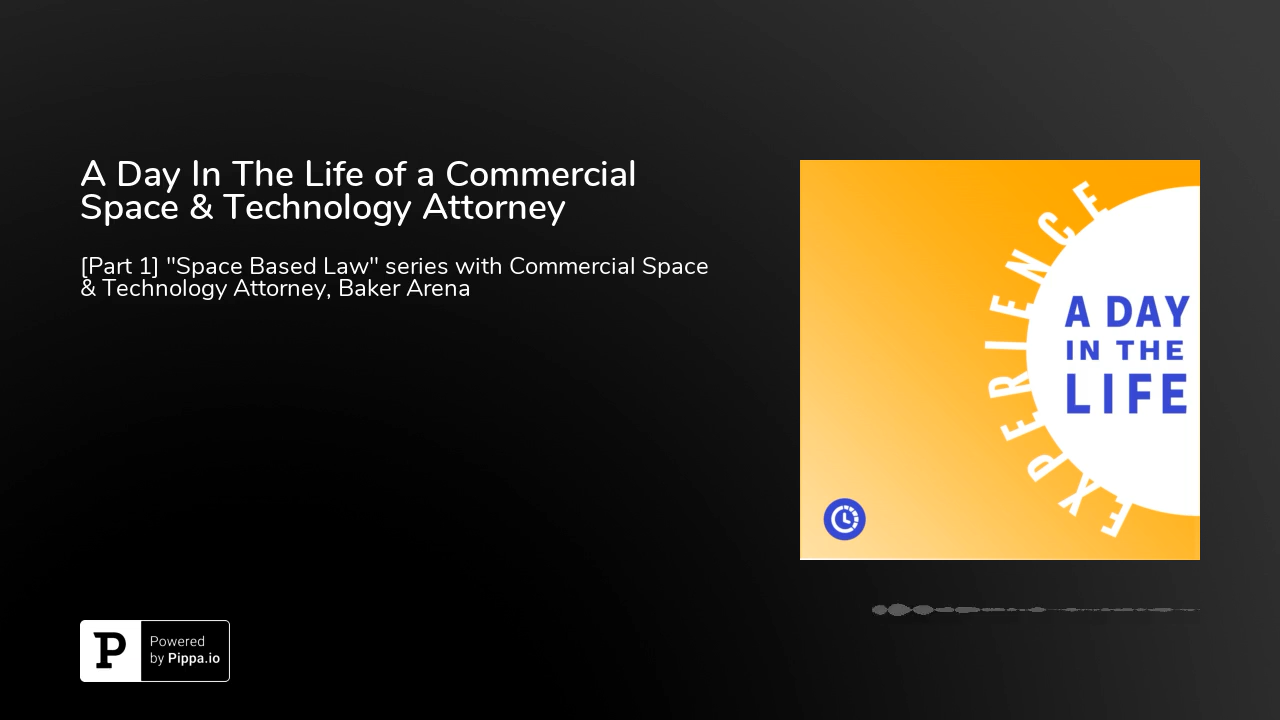 A Day In The Life of a Commercial
Space & Technology Attorney
[Part 1] "Space Based Law" series with Commercial Space
& Technology Attorney, Baker Arena
EXPERIENCE
A DAY
IN THE
LIFE
P
Powered
by Pippa.io